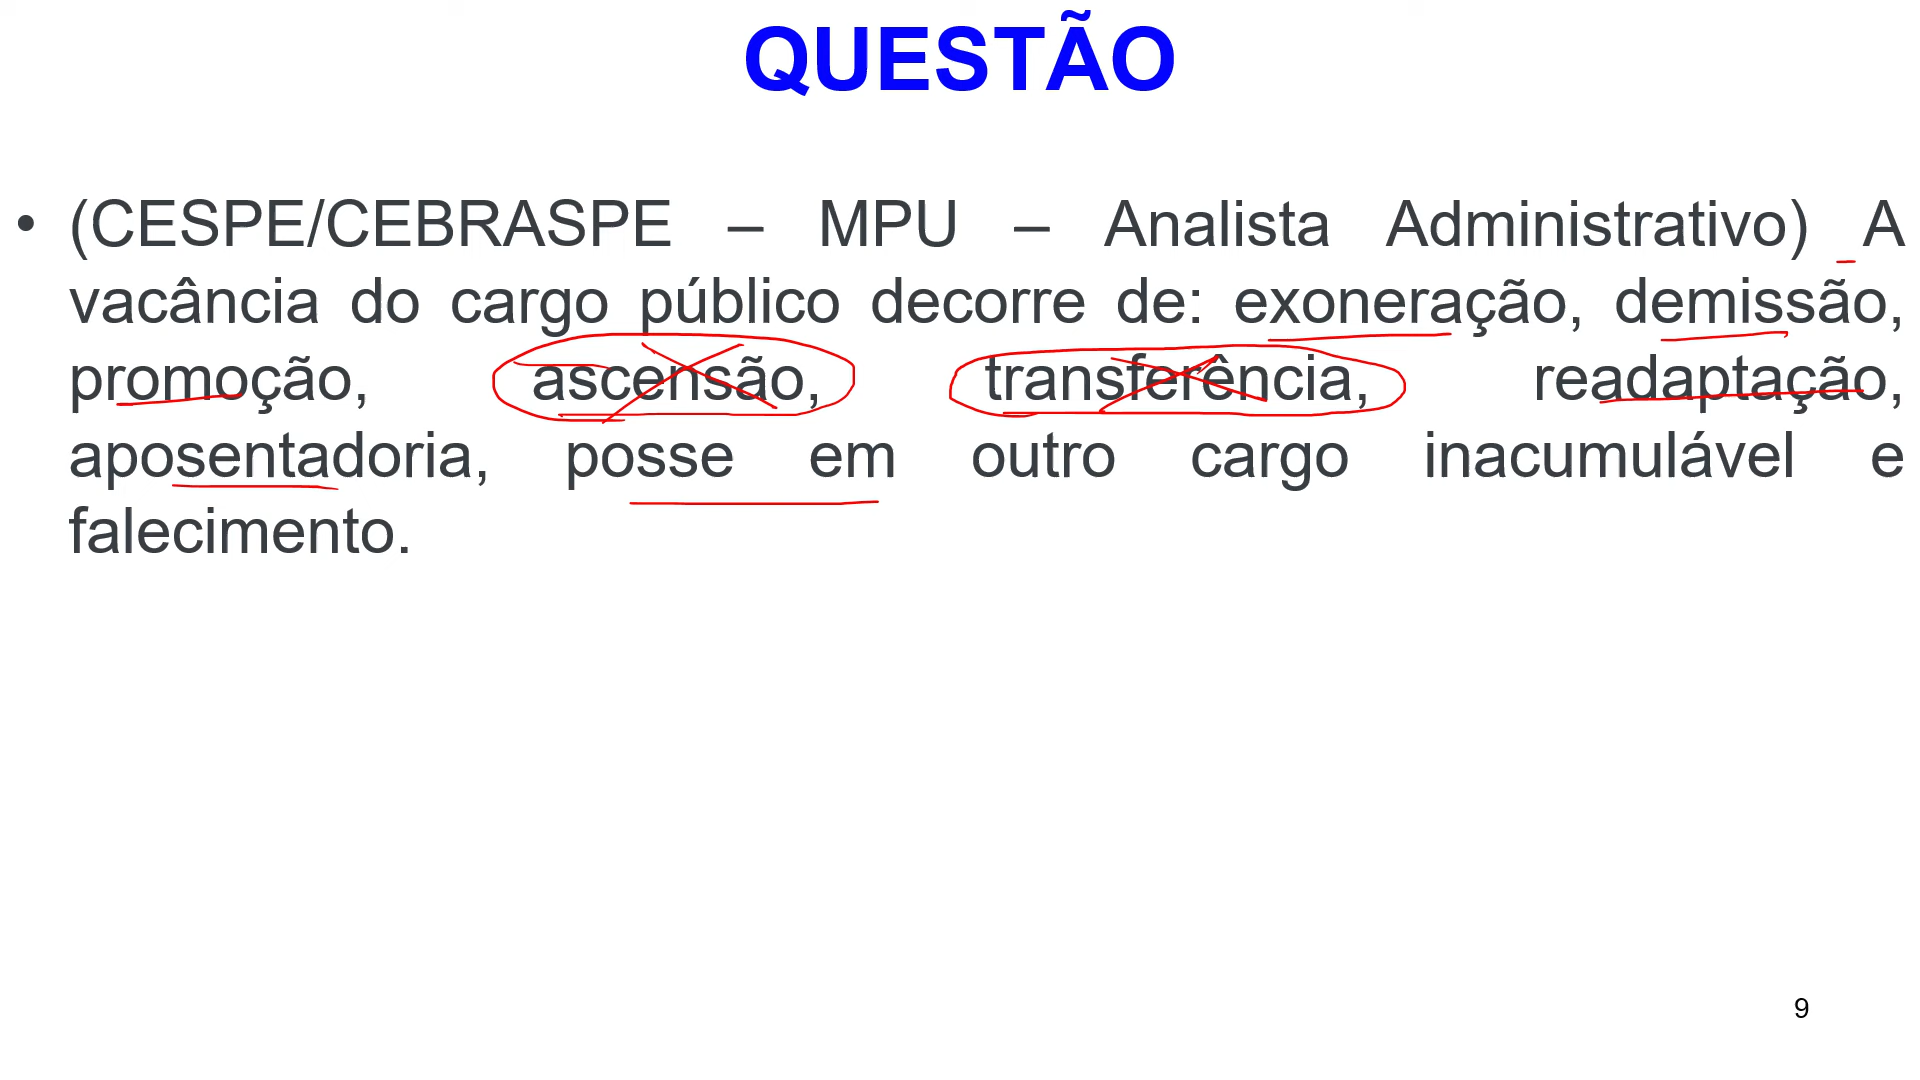 QUESTÃO
• (CESPE/CEBRASPE – MPU – Analista Administrativo) A
vacância do cargo público decorre de: exoneração, demissão,
promoção, ascensão, transferência, readaptação,
aposentadoria, posse em outro cargo inacumulável e
falecimento.
9